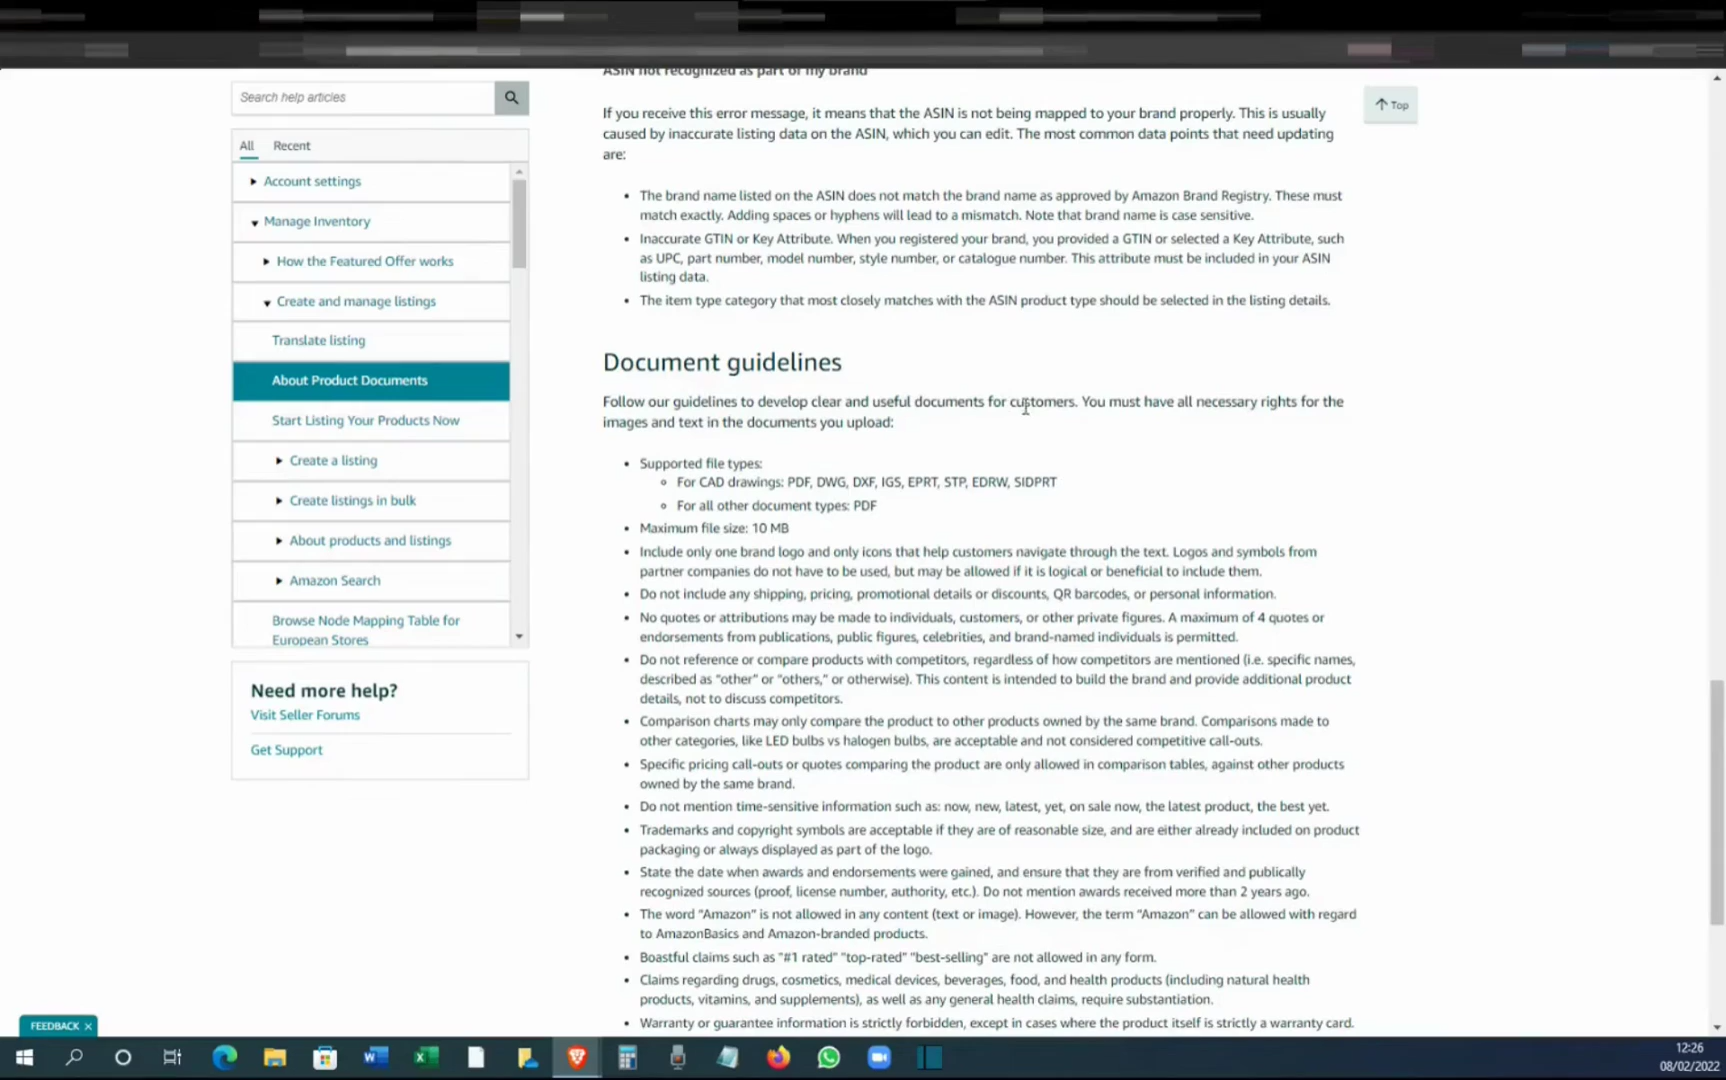 ASIN not recognized as part of my brand
Search help articles
Top
All
Recent
Account settings
Manage Inventory
How the Featured Offer works
Create and manage listings
Translate listing
About Product Documents
Start Listing Your Products Now
Create a listing
Create listings in bulk
About products and listings
Amazon Search
Browse Node Mapping Table for
European Stores
Need more help?
Visit Seller Forums
Get Support
If you receive this error message, it means that the ASIN is not being mapped to your brand properly. This is usually
caused by inaccurate listing data on the ASIN, which you can edit. The most common data points that need updating
are:
• The brand name listed on the ASIN does not match the brand name as approved by Amazon Brand Registry. These must
match exactly. Adding spaces or hyphens will lead to a mismatch. Note that brand name is case sensitive.
• Inaccurate GTIN or Key Attribute. When you registered your brand, you provided a GTIN or selected a Key Attribute, such
as UPC, part number, model number, style number, or catalogue number. This attribute must be included in your ASIN
listing data.
• The item type category that most closely matches with the ASIN product type should be selected in the listing details.
Document guidelines
Follow our guidelines to develop clear and useful documents for customers. You must have all necessary rights for the
images and text in the documents you upload:
• Supported file types:
For CAD drawings: PDF, DWG, DXF, IGS, EPRT, STP, EDRW, SIDPRT
For all other document types: PDF
• Maximum file size: 10 MB
• Include only one brand logo and only icons that help customers navigate through the text. Logos and symbols from
partner companies do not have to be used, but may be allowed if it is logical or beneficial to include them.
• Do not include any shipping, pricing, promotional details or discounts, QR barcodes, or personal information.
• No quotes or attributions may be made to individuals, customers, or other private figures. A maximum of 4 quotes or
endorsements from publications, public figures, celebrities, and brand-named individuals is permitted.
• Do not reference or compare products with competitors, regardless of how competitors are mentioned (i.e. specific names,
described as "other" or "others," or otherwise). This content is intended to build the brand and provide additional product
details, not to discuss competitors.
• Comparison charts may only compare the product to other products owned by the same brand. Comparisons made to
other categories, like LED bulbs vs halogen bulbs, are acceptable and not considered competitive call-outs.
• Specific pricing call-outs or quotes comparing the product are only allowed in comparison tables, against other products
owned by the same brand.
• Do not mention time-sensitive information such as: now, new, latest, yet, on sale now, the latest product, the best yet.
• Trademarks and copyright symbols are acceptable if they are of reasonable size, and are either already included on product
packaging or always displayed as part of the logo.
• State the date when awards and endorsements were gained, and ensure that they are from verified and publically
recognized sources (proof, license number, authority, etc.). Do not mention awards received more than 2 years ago.
• The word "Amazon" is not allowed in any content (text or image). However, the term "Amazon" can be allowed with regard
to AmazonBasics and Amazon-branded products.
• Boastful claims such as "#1 rated" "top-rated" "best-selling" are not allowed in any form.
• Claims regarding drugs, cosmetics, medical devices, beverages, food, and health products (including natural health
products, vitamins, and supplements), as well as any general health claims, require substantiation.
• Warranty or guarantee information is strictly forbidden, except in cases where the product itself is strictly a warranty card.
FEEDBACK ×
12:26
08/02/2022